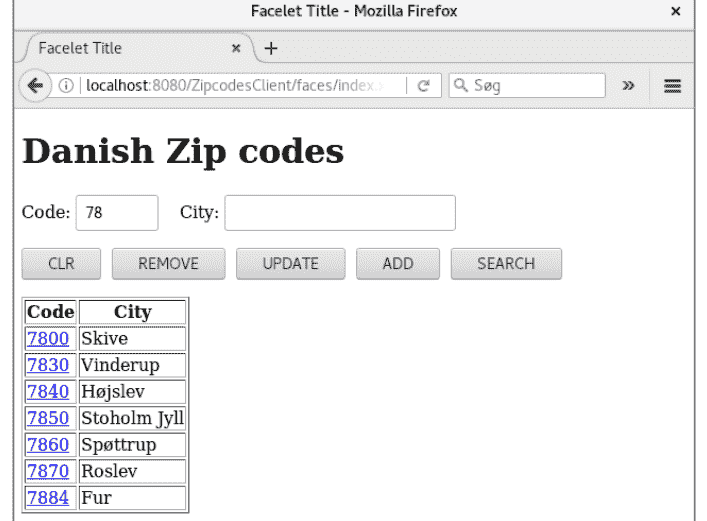 Facelet Title - Mozilla Firefox ×
Facelet Title × +
localhost:8080/ZipcodesClient/faces/index.x Søg
Danish Zip codes
Code: 78 City:
CLR REMOVE UPDATE ADD SEARCH
Code City
7800 Skive
7830 Vinderup
7840 Højslev
7850 Stoholm Jyll
7860 Spøttrup
7870 Roslev
7884 Fur